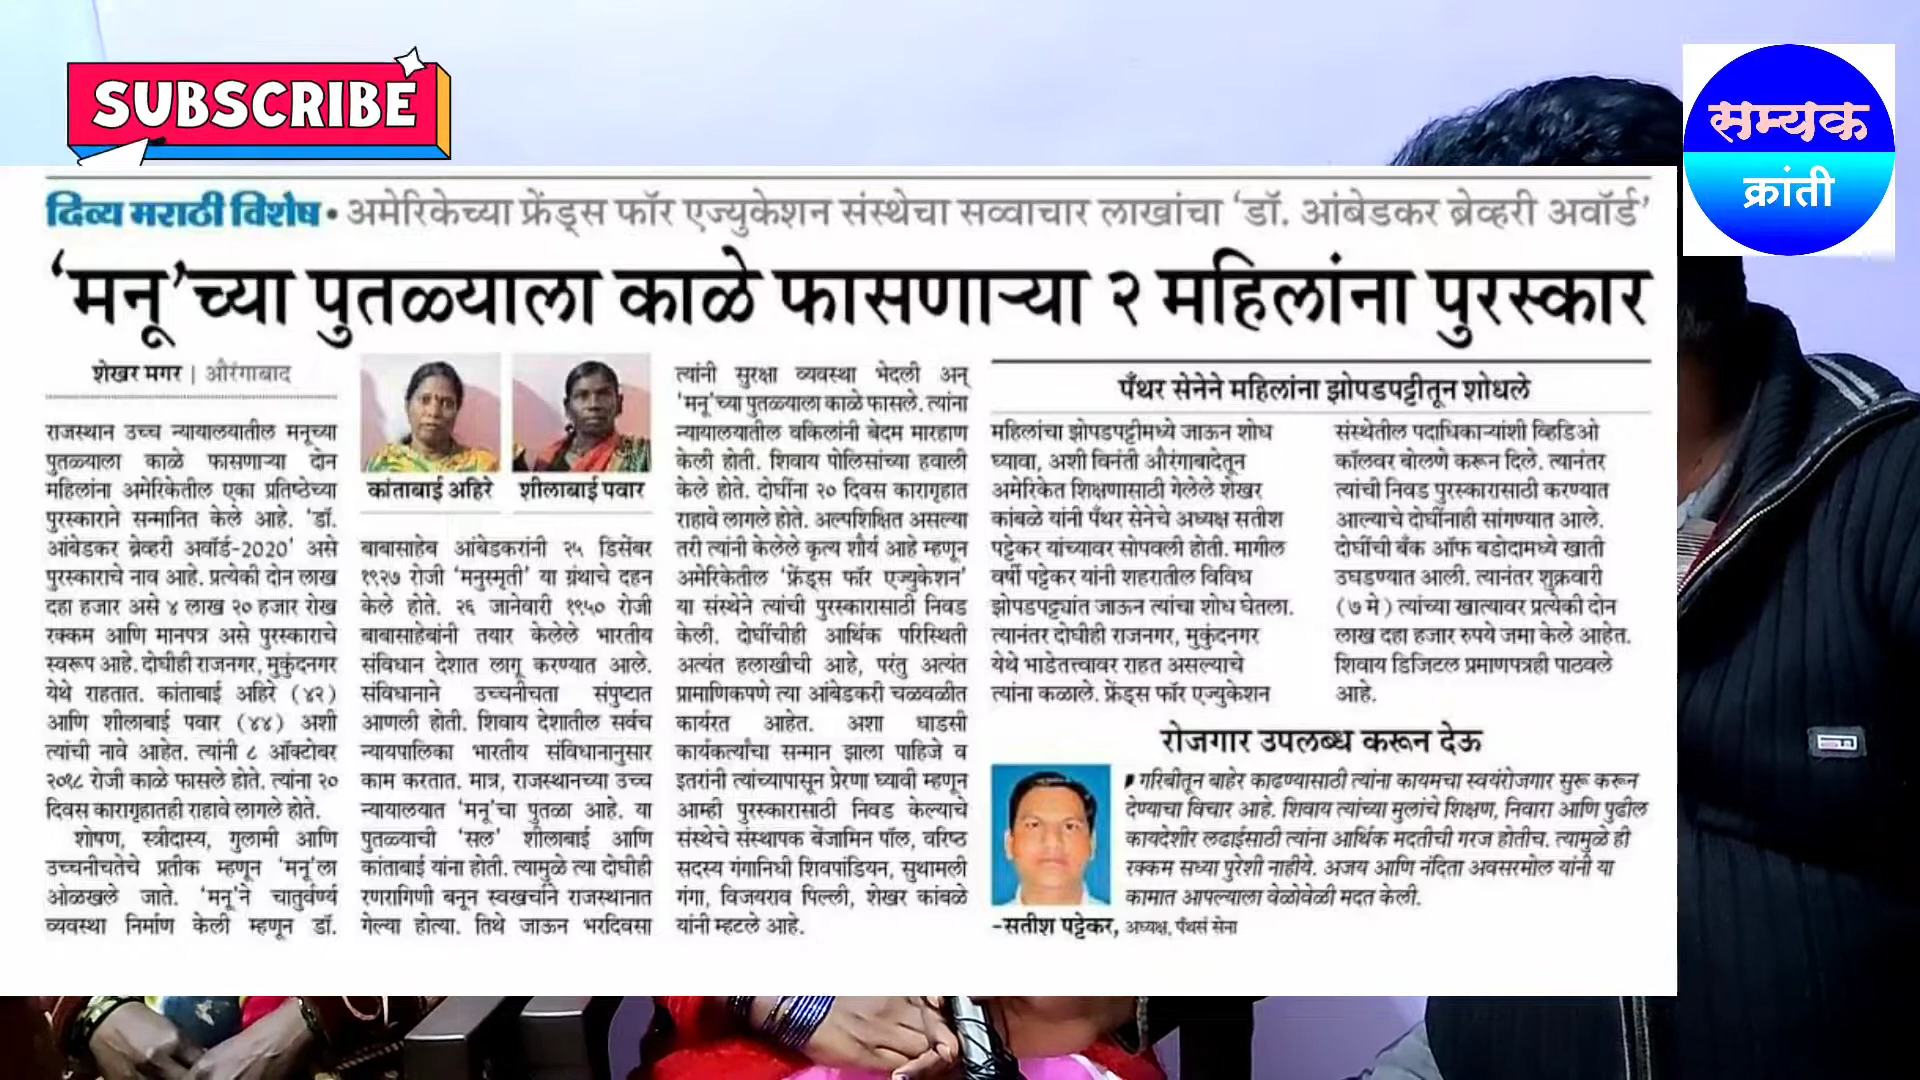 SUBSCRIBE
सम्यक
क्रांती
दिव्य मराठी विशेष • अमेरिकेच्या फ्रेंड्स फॉर एज्युकेशन संस्थेचा सव्वाचार लाखांचा ‘डॉ. आंबेडकर ब्रेव्हरी अवॉर्ड’
‘मनू’च्या पुतळ्याला काळे फासणाऱ्या २ महिलांना पुरस्कार
शेखर मगर | औरंगाबाद
राजस्थान उच्च न्यायालयातील मनूच्या
पुतळ्याला काळे फासणाऱ्या दोन
महिलांना अमेरिकेतील एका प्रतिष्ठेच्या
पुरस्काराने सन्मानित केले आहे. ‘डॉ.
आंबेडकर ब्रेव्हरी अवॉर्ड-2020’ असे
पुरस्काराचे नाव आहे. प्रत्येकी दोन लाख
दहा हजार असे ४ लाख २० हजार रोख
रक्कम आणि मानपत्र असे पुरस्काराचे
स्वरूप आहे. दोघीही राजनगर, मुकुंदनगर
येथे राहतात. कांताबाई अहिरे (४२)
आणि शीलाबाई पवार (४४) अशी
त्यांची नावे आहेत. त्यांनी ८ ऑक्टोबर
२०१८ रोजी काळे फासले होते. त्यांना २०
दिवस कारागृहातही राहावे लागले होते.
शोषण, स्त्रीदास्य, गुलामी आणि
उच्चनीचतेचे प्रतीक म्हणून ‘मनू’ला
ओळखले जाते. ‘मनू’ने चातुर्वर्ण्य
व्यवस्था निर्माण केली म्हणून डॉ.
कांताबाई अहिरे शीलाबाई पवार
बाबासाहेब आंबेडकरांनी २५ डिसेंबर
१९२७ रोजी ‘मनुस्मृती’ या ग्रंथाचे दहन
केले होते. २६ जानेवारी १९५० रोजी
बाबासाहेबांनी तयार केलेले भारतीय
संविधान देशात लागू करण्यात आले.
संविधानाने उच्चनीचता संपुष्टात
आणली होती. शिवाय देशातील सर्वच
न्यायपालिका भारतीय संविधानानुसार
काम करतात. मात्र, राजस्थानच्या उच्च
न्यायालयात ‘मनू’चा पुतळा आहे. या
पुतळ्याची ‘सल’ शीलाबाई आणि
कांताबाई यांना होती. त्यामुळे त्या दोघीही
रणरागिणी बनून स्वखर्चाने राजस्थानात
गेल्या होत्या. तिथे जाऊन भरदिवसा
त्यांनी सुरक्षा व्यवस्था भेदली अन्
‘मनू’च्या पुतळ्याला काळे फासले. त्यांना
न्यायालयातील वकिलांनी बेदम मारहाण
केली होती. शिवाय पोलिसांच्या हवाली
केले होते. दोघींना २० दिवस कारागृहात
राहावे लागले होते. अल्पशिक्षित असल्या
तरी त्यांनी केलेले कृत्य शौर्य आहे म्हणून
अमेरिकेतील ‘फ्रेंड्स फॉर एज्युकेशन’
या संस्थेने त्यांची पुरस्कारासाठी निवड
केली. दोघींचीही आर्थिक परिस्थिती
अत्यंत हलाखीची आहे, परंतु अत्यंत
प्रामाणिकपणे त्या आंबेडकरी चळवळीत
कार्यरत आहेत. अशा धाडसी
कार्यकर्त्यांचा सन्मान झाला पाहिजे व
इतरांनी त्यांच्यापासून प्रेरणा घ्यावी म्हणून
आम्ही पुरस्कारासाठी निवड केल्याचे
संस्थेचे संस्थापक बेंजामिन पॉल, वरिष्ठ
सदस्य गंगानिधी शिवपांडियन, सुथामली
गंगा, विजयराव पिल्ली, शेखर कांबळे
यांनी म्हटले आहे.
पँथर सेनेने महिलांना झोपडपट्टीतून शोधले
महिलांचा झोपडपट्टीमध्ये जाऊन शोध
घ्यावा, अशी विनंती औरंगाबादेतून
अमेरिकेत शिक्षणासाठी गेलेले शेखर
कांबळे यांनी पँथर सेनेचे अध्यक्ष सतीश
पट्टेकर यांच्यावर सोपवली होती. मागील
वर्षी पट्टेकर यांनी शहरातील विविध
झोपडपट्ट्यांत जाऊन त्यांचा शोध घेतला.
त्यानंतर दोघीही राजनगर, मुकुंदनगर
येथे भाडेतत्त्वावर राहत असल्याचे
त्यांना कळाले. फ्रेंड्स फॉर एज्युकेशन
संस्थेतील पदाधिकाऱ्यांशी व्हिडिओ
कॉलवर बोलणे करून दिले. त्यानंतर
त्यांची निवड पुरस्कारासाठी करण्यात
आल्याचे दोघींनाही सांगण्यात आले.
दोघींची बँक ऑफ बडोदामध्ये खाती
उघडण्यात आली. त्यानंतर शुक्रवारी
(७ मे) त्यांच्या खात्यावर प्रत्येकी दोन
लाख दहा हजार रुपये जमा केले आहेत.
शिवाय डिजिटल प्रमाणपत्रही पाठवले
आहे.
रोजगार उपलब्ध करून देऊ
गरिबीतून बाहेर काढण्यासाठी त्यांना कायमचा स्वयंरोजगार सुरू करून
देण्याचा विचार आहे. शिवाय त्यांच्या मुलांचे शिक्षण, निवारा आणि पुढील
कायदेशीर लढाईसाठी त्यांना आर्थिक मदतीची गरज होतीच. त्यामुळे ही
रक्कम सध्या पुरेशी नाहीये. अजय आणि नंदिता अवसरमोल यांनी या
कामात आपल्याला वेळोवेळी मदत केली.
-सतीश पट्टेकर, अध्यक्ष, पँथर्स सेना